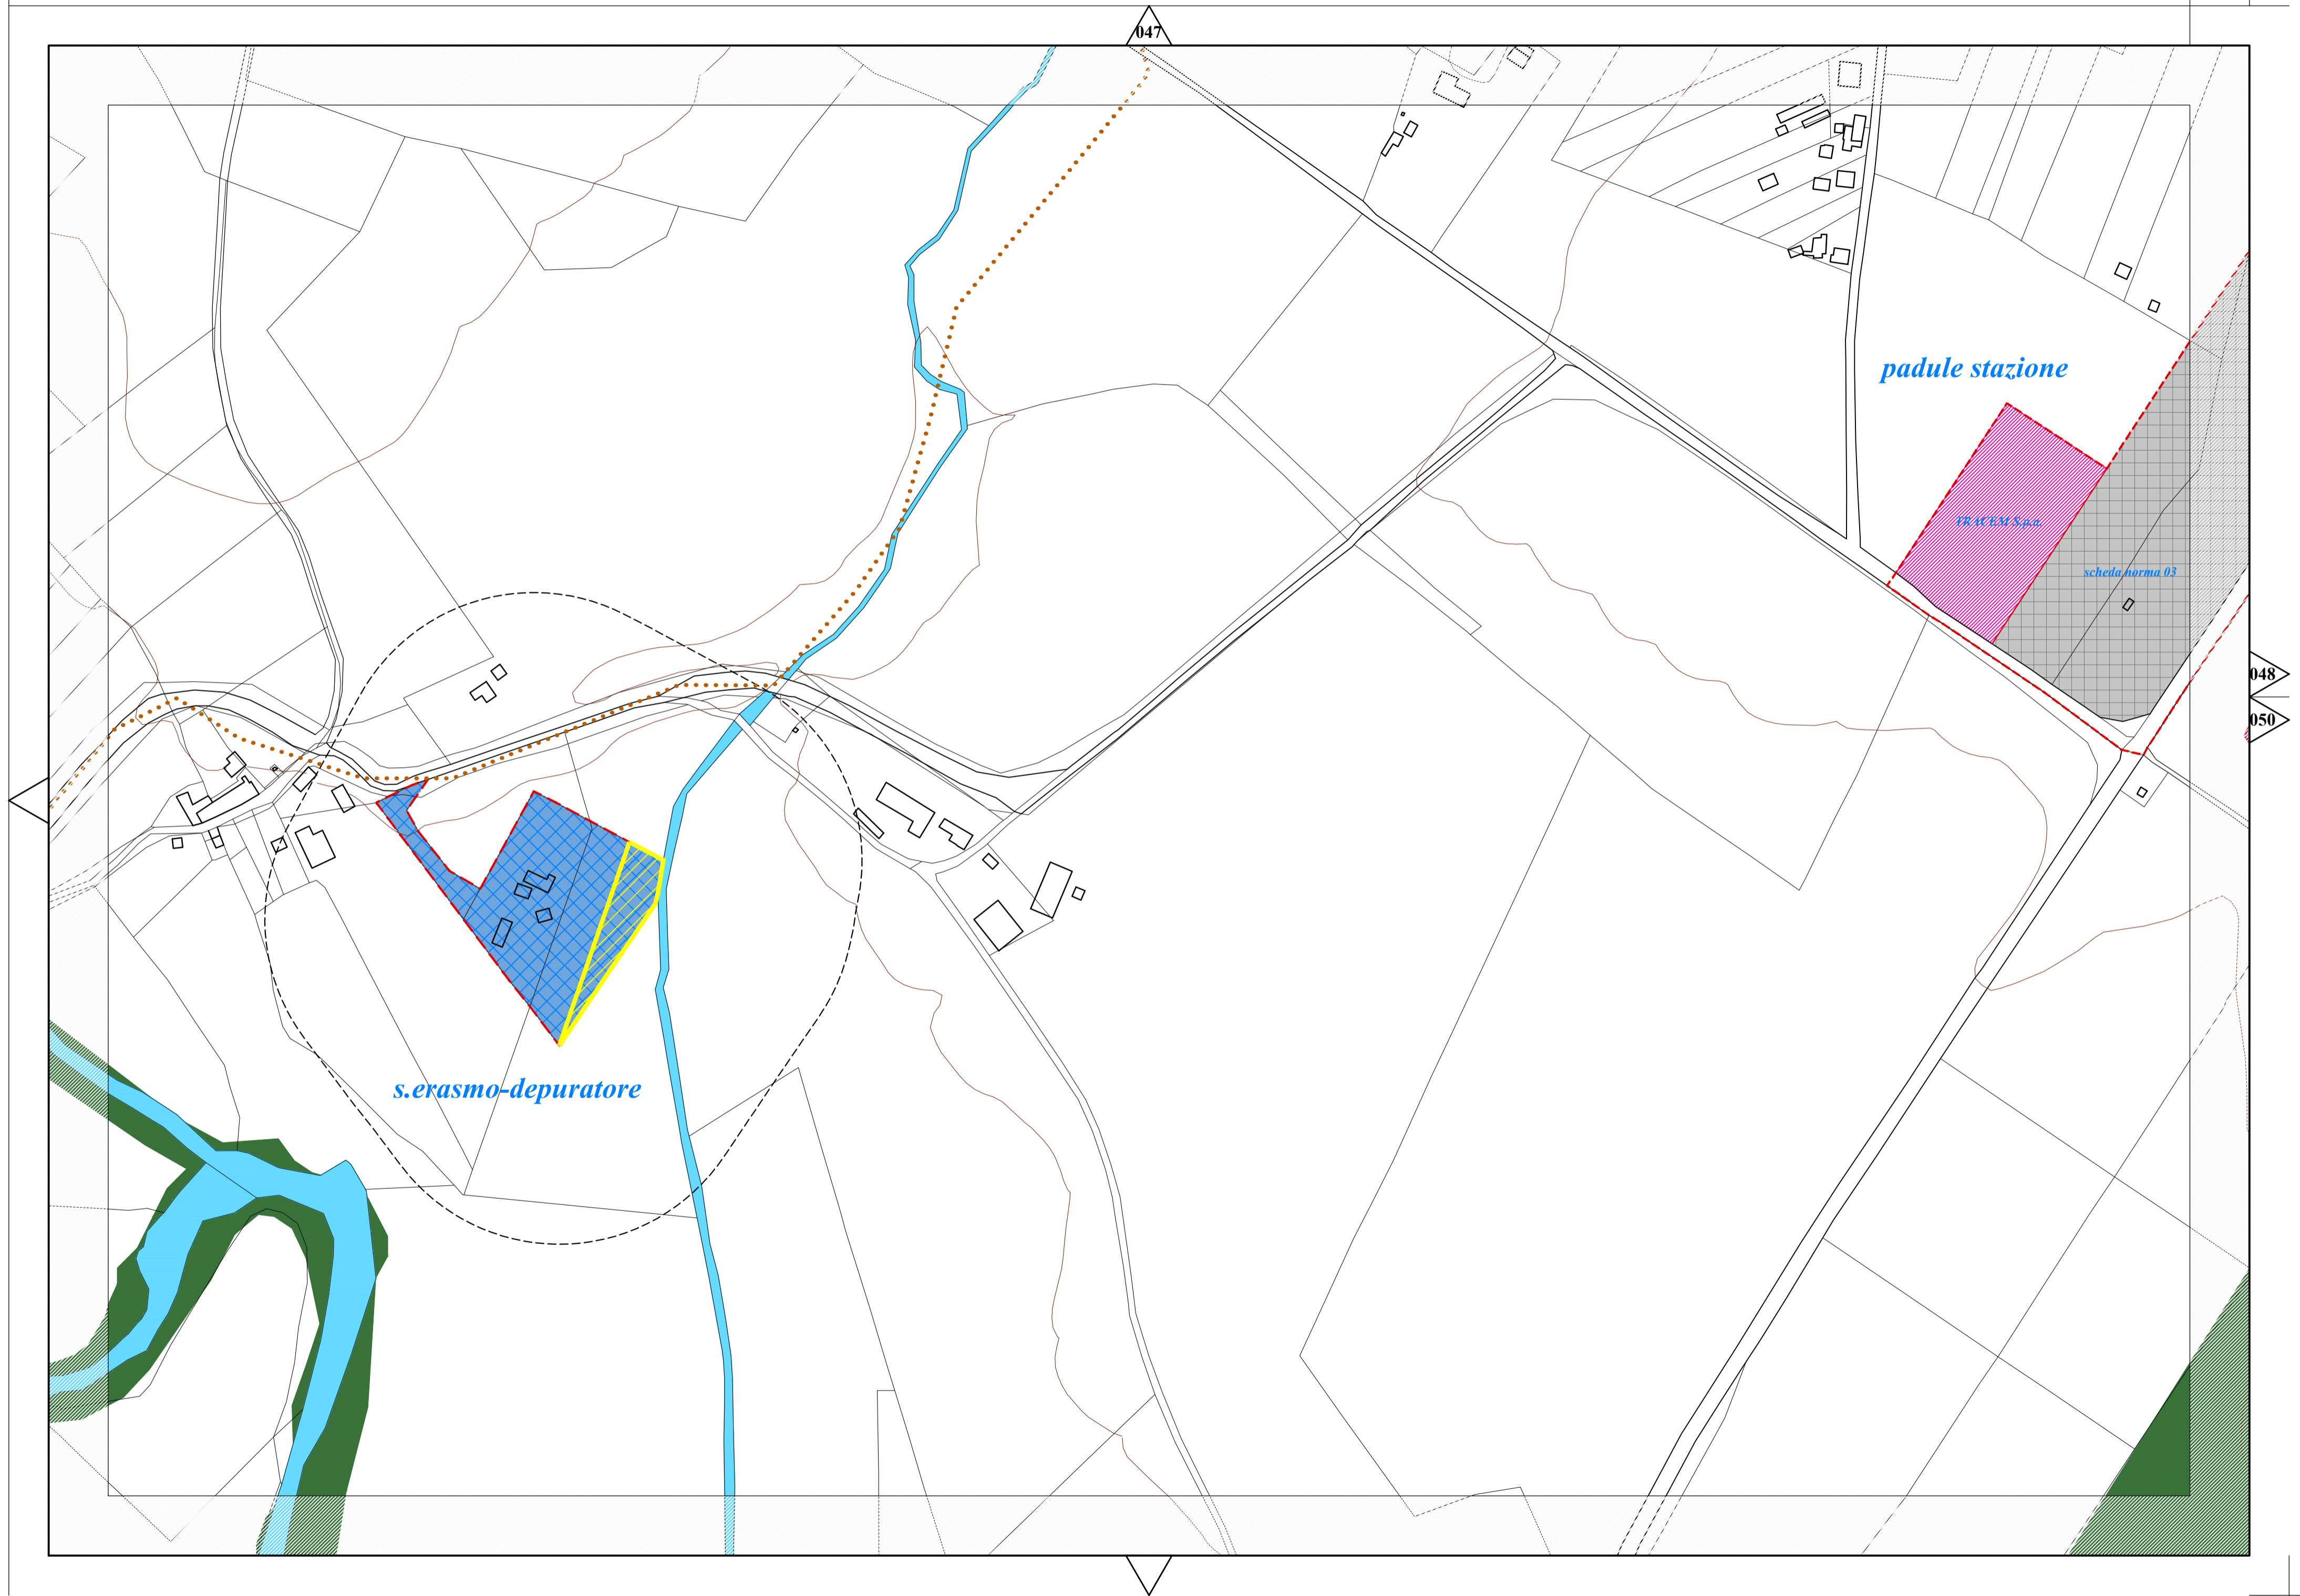 047
padule stazione
TRACEM S.p.a.
scheda norma 03
048
050
s.erasmo-depuratore